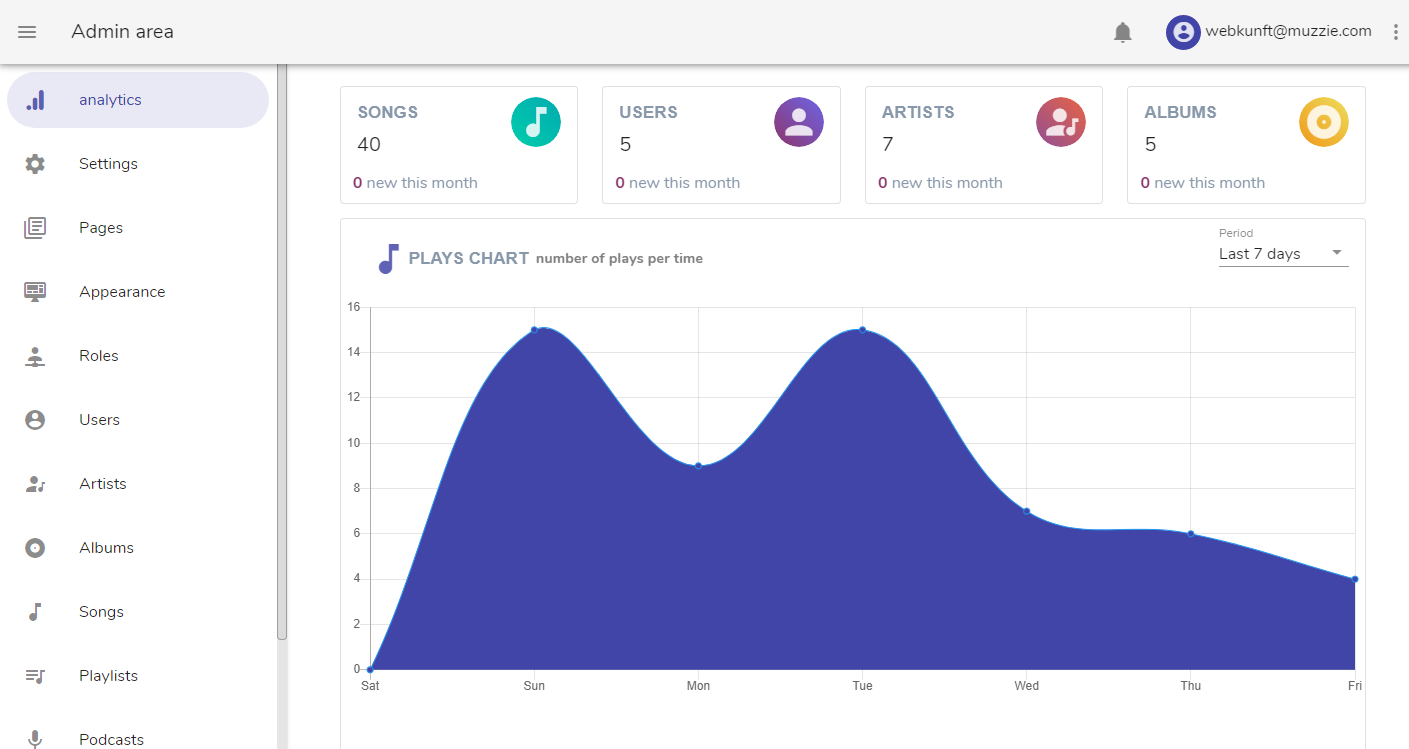 Admin area
webkunft@muzzie.com
analytics
Settings
Pages
Appearance
Roles
Users
Artists
Albums
Songs
Playlists
Podcasts
SONGS
40
0 new this month
USERS
5
0 new this month
ARTISTS
7
0 new this month
ALBUMS
5
0 new this month
PLAYS CHART number of plays per time
Period
Last 7 days
16
14
12
10
8
6
4
2
0
Sat Sun Mon Tue Wed Thu Fri